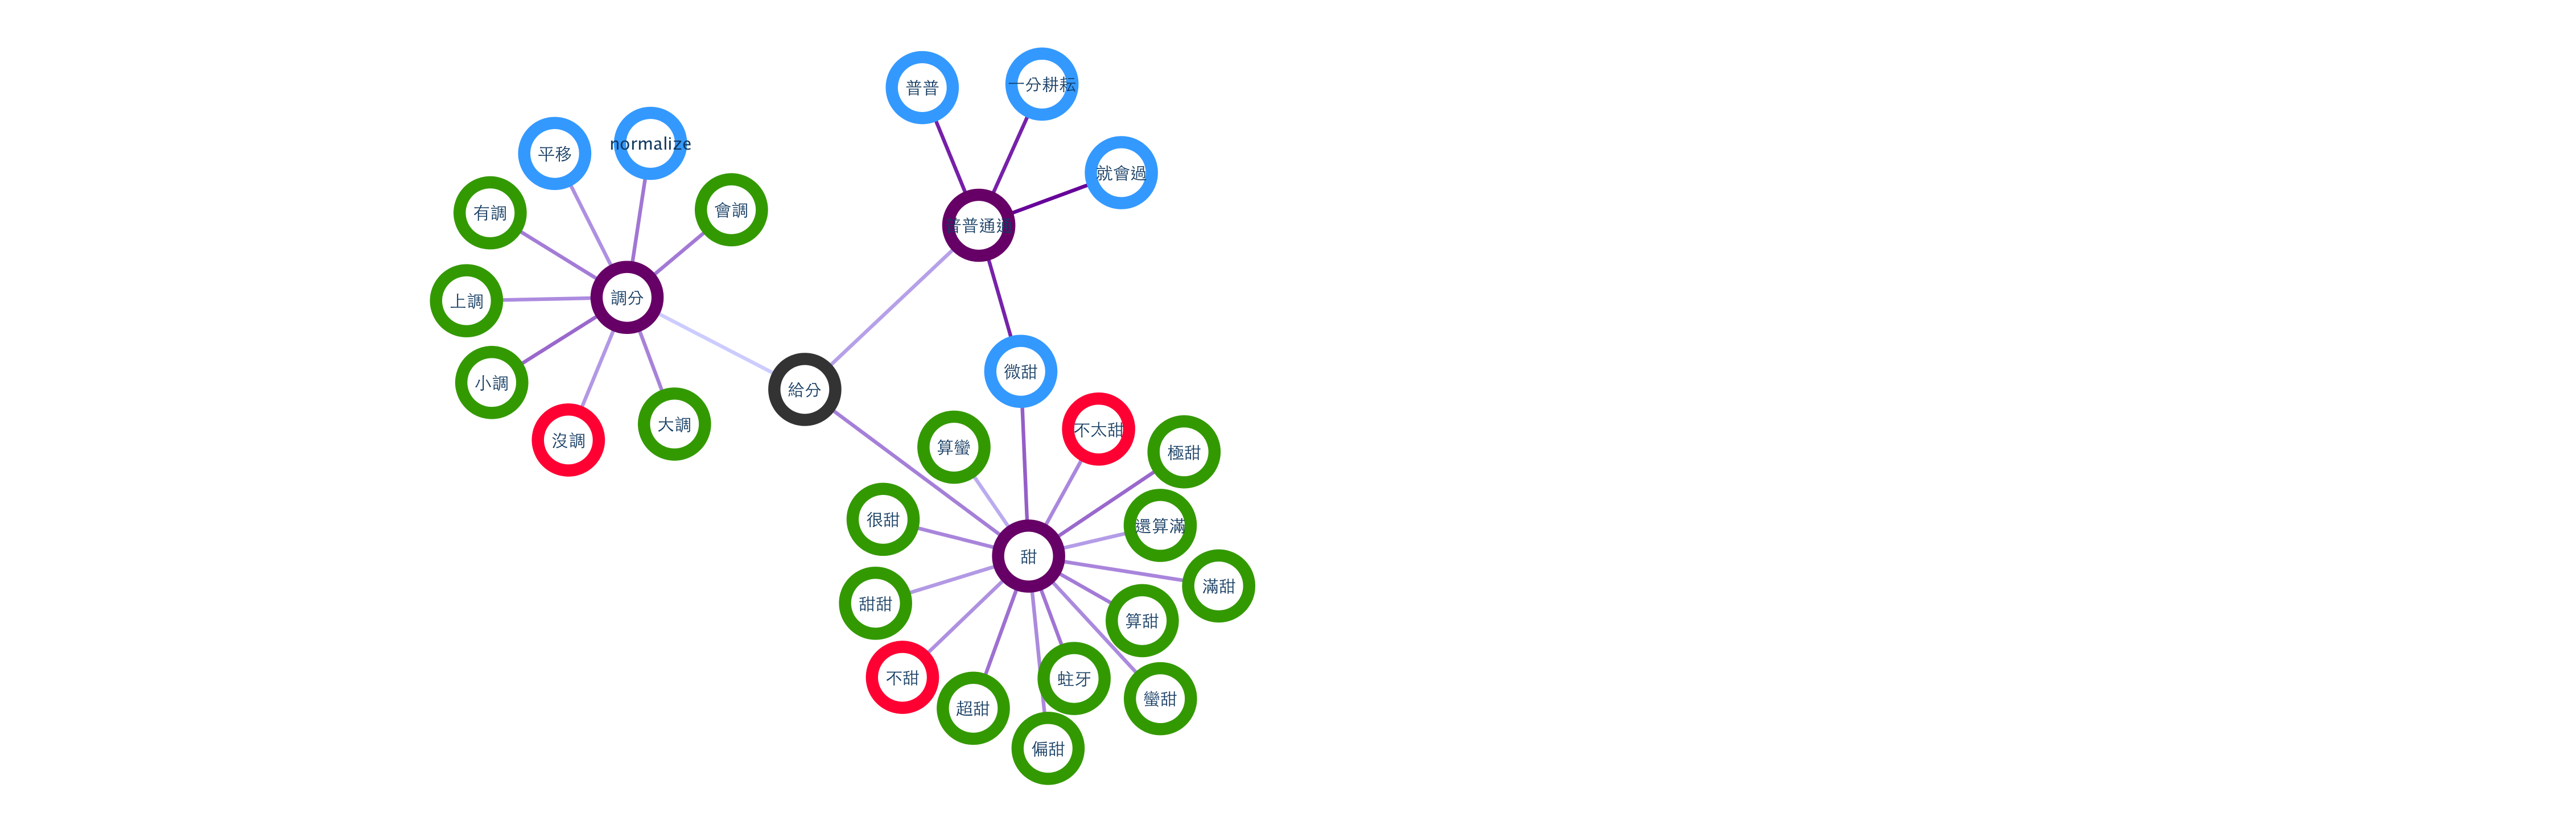 普普
一分耕耘
normalize
平移
就會過
會調
有調
普普通通
調分
上調
微甜
小調
給分
大調
不太甜
沒調
算蠻
極甜
很甜
還算滿
甜
滿甜
甜甜
算甜
不甜
蛀牙
蠻甜
超甜
偏甜